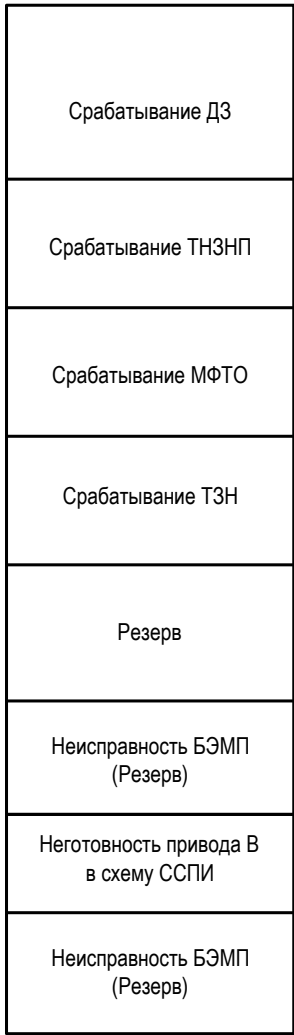 Срабатывание ДЗ
Срабатывание ТНЗНП
Срабатывание МФТО
Срабатывание ТЗН
Резерв
Неисправность БЭМП
(Резерв)
Неготовность привода В
в схему ССПИ
Неисправность БЭМП
(Резерв)